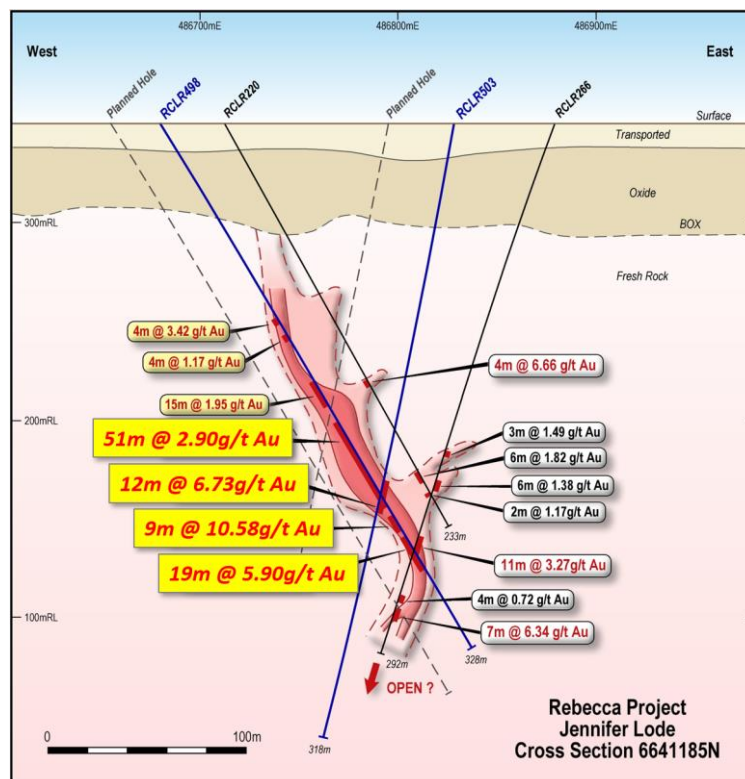 486700mE
486800mE
486900mE
West
East
Planned Hole
RCLR498
RCLR220
Planned Hole
RCLR503
RCLR266
Surface
Transported
Oxide
BOX
300mRL
Fresh Rock
4m @ 3.42 g/t Au
4m @ 1.17 g/t Au
4m @ 6.66 g/t Au
15m @ 1.95 g/t Au
200mRL
51m @ 2.90g/t Au
3m @ 1.49 g/t Au
6m @ 1.82 g/t Au
12m @ 6.73g/t Au
6m @ 1.38 g/t Au
2m @ 1.17g/t Au
9m @ 10.58g/t Au
233m
19m @ 5.90g/t Au
11m @ 3.27g/t Au
4m @ 0.72 g/t Au
100mRL
7m @ 6.34 g/t Au
328m
292m
OPEN ?
Rebecca Project
Jennifer Lode
Cross Section 6641185N
0
100m
318m